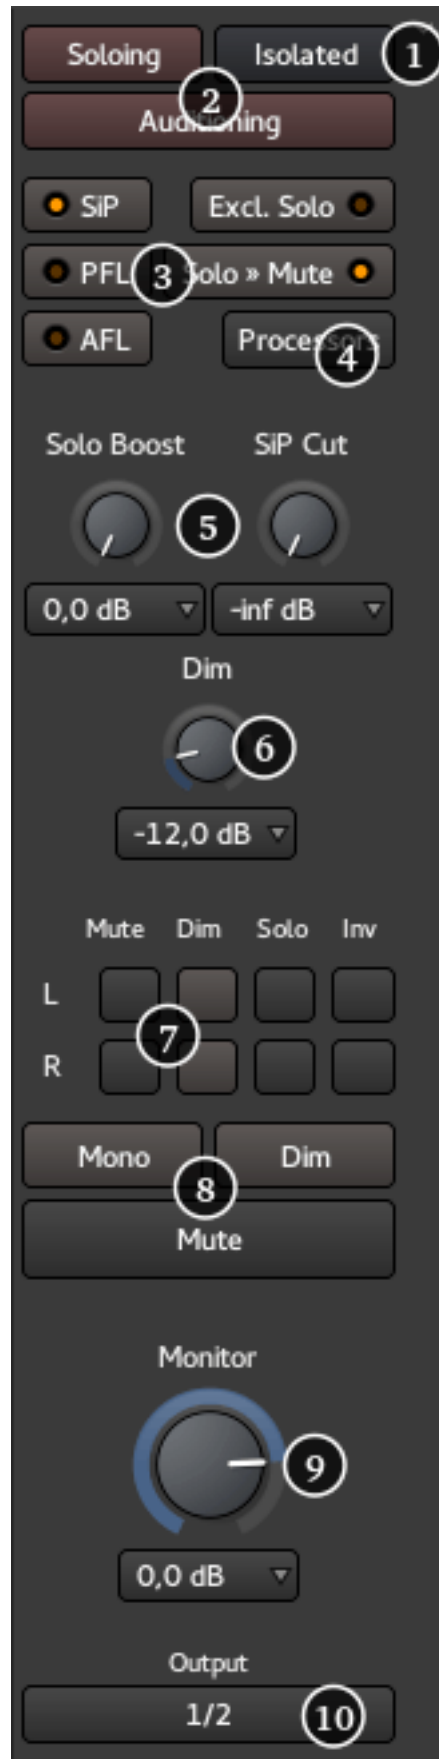 Soloing Isolated 1
2
Auditioning
SiP Excl. Solo
PFL 3 Solo » Mute
AFL Processors 4
Solo Boost SiP Cut
5
0,0 dB -inf dB
Dim
6
-12,0 dB
Mute Dim Solo Inv
L
7
R
Mono Dim
8
Mute
Monitor
9
0,0 dB
Output
1/2 10